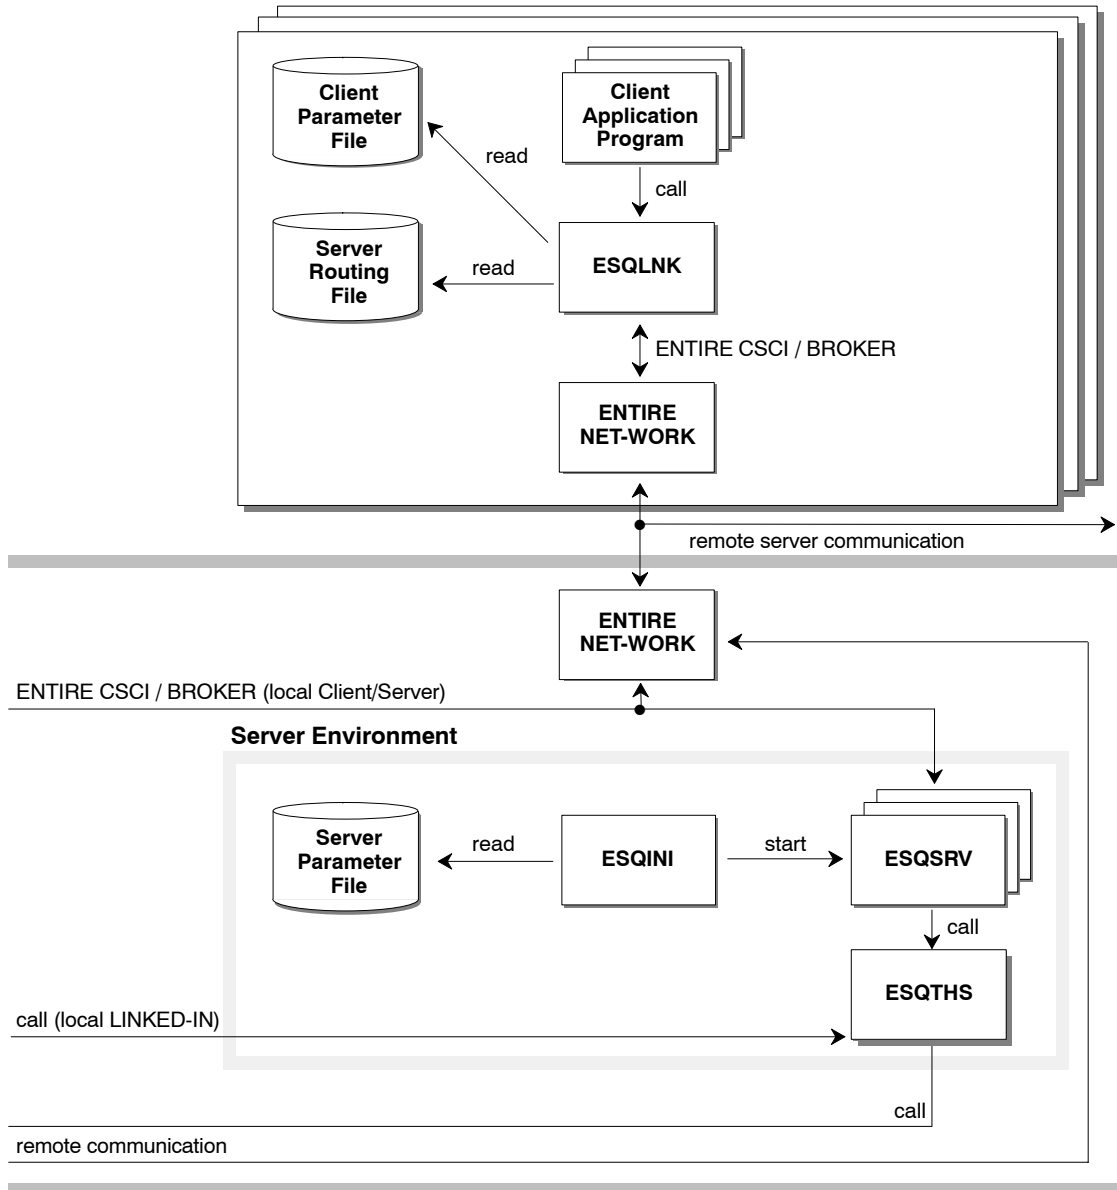 Client
Parameter
File
Client
Application
Program
read
call
Server
Routing
File
read
ESQLNK
ENTIRE CSCI / BROKER
ENTIRE
NET-WORK
remote server communication
ENTIRE
NET-WORK
ENTIRE CSCI / BROKER (local Client/Server)
Server Environment
Server
Parameter
File
read
ESQINI
start
ESQSRV
call
ESQTHS
call (local LINKED-IN)
call
remote communication